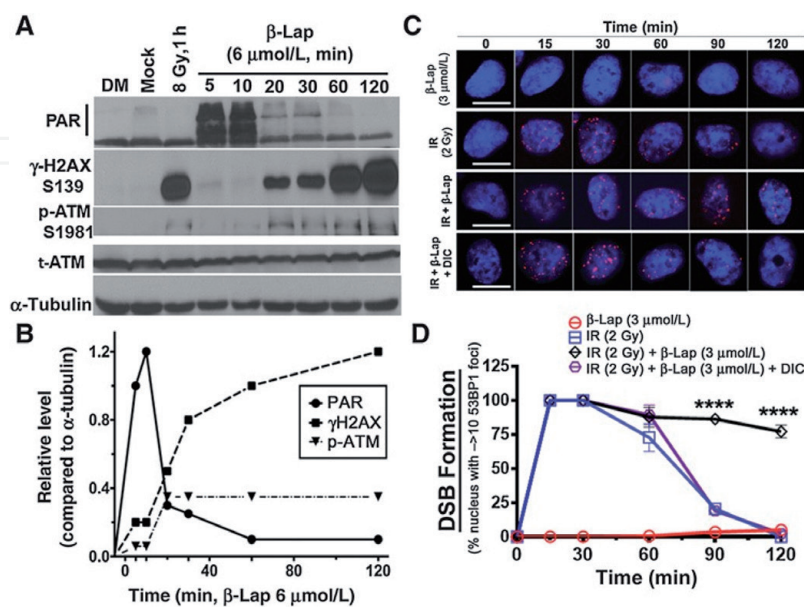 A
β-Lap
(6 μmol/L, min)
DM
Mock
8 Gy,1 h
5 10 20 30 60 120
PAR
γ-H2AX
S139
p-ATM
S1981
t-ATM
α-Tubulin
B
Relative level
(compared to α-tubulin)
1.2
0.8
0.4
0.0
0 40 80 120
Time (min, β-Lap 6 μmol/L)
PAR
γH2AX
p-ATM
C
Time (min)
0 15 30 60 90 120
β-Lap
(3 μmol/L)
IR
(2 Gy)
IR + β-Lap
IR + β-Lap
+ DIC
D
β-Lap (3 μmol/L)
IR (2 Gy)
IR (2 Gy) + β-Lap (3 μmol/L)
IR (2 Gy) + β-Lap (3 μmol/L) + DIC
DSB Formation
(% nucleus with ->10 53BP1 foci)
125
100
75
50
25
0
**** ****
0 15 30 45 60 75 90 105 120
Time (min)